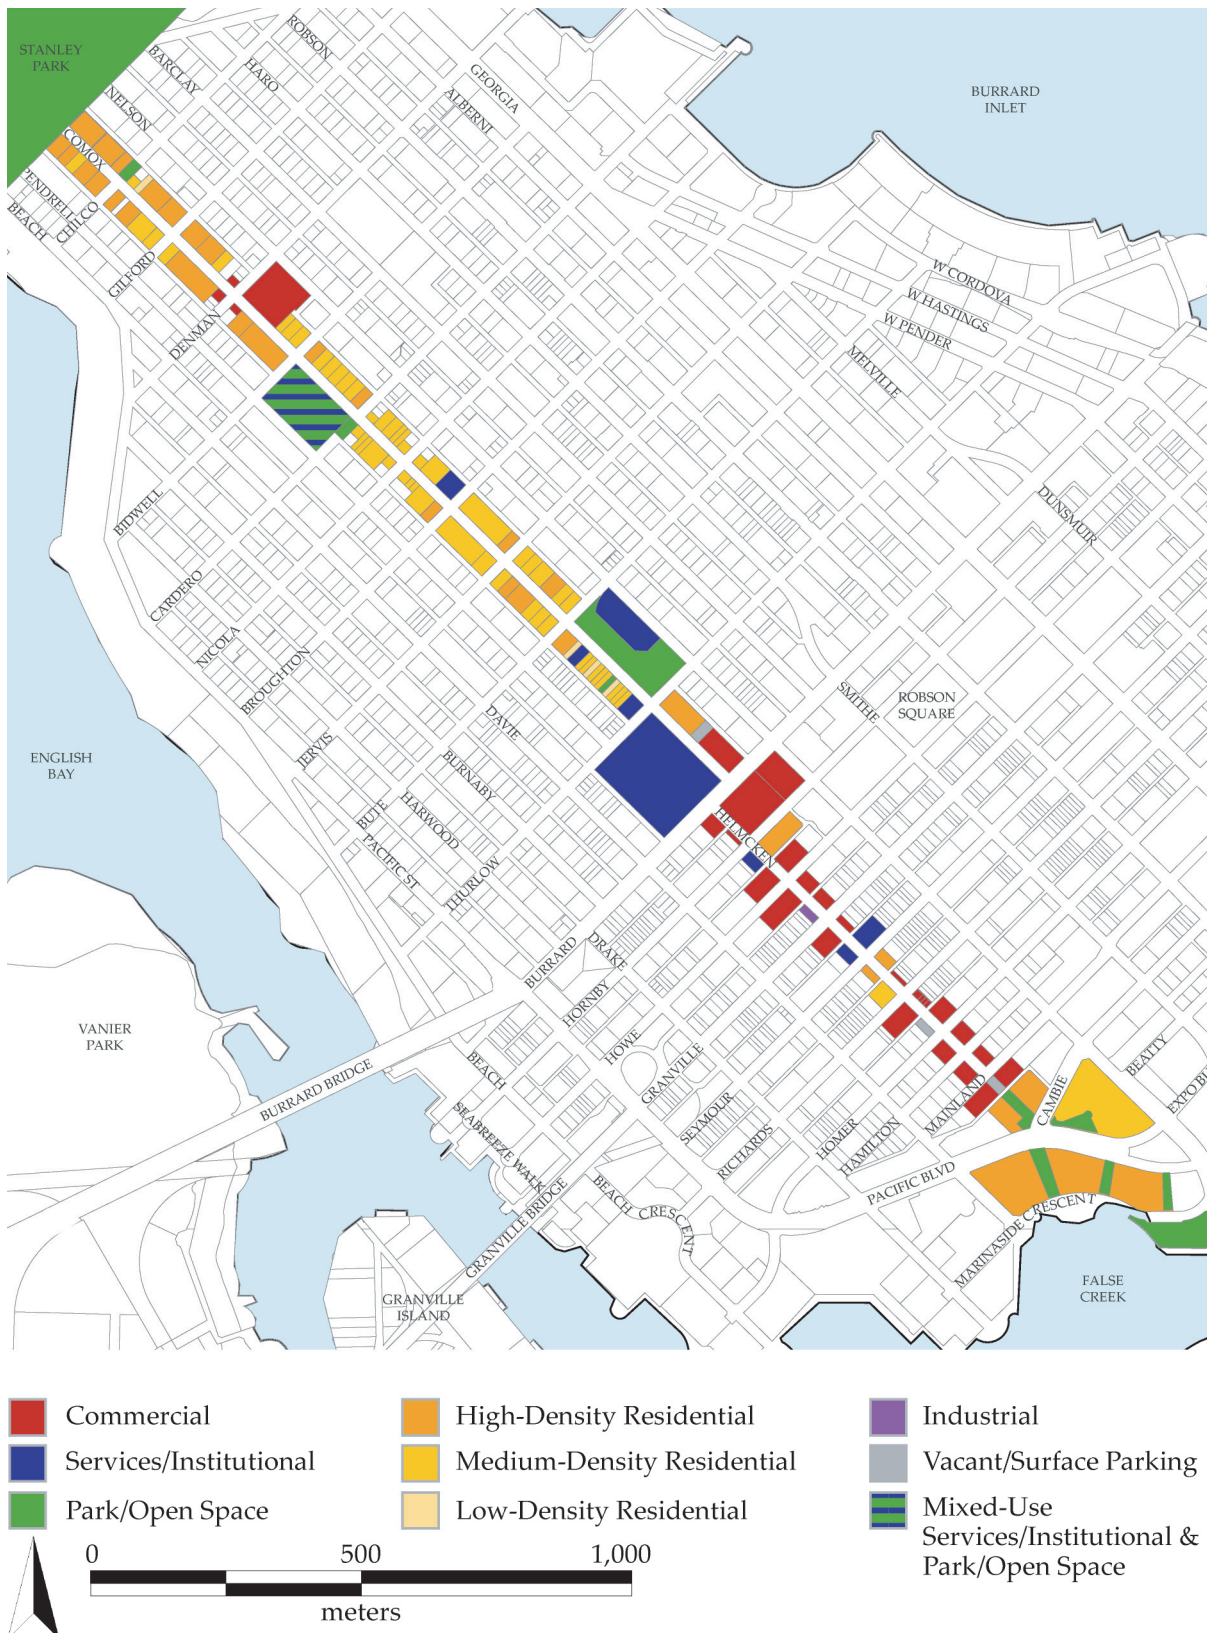 STANLEY
PARK
ROBSON
BARCLAY
HARO
NELSON
GEORGIA
ALBERNI
BURRARD
INLET
COMOX
PENDRELL
BEACH
CHILCO
GILFORD
DENMAN
W CORDOVA
W HASTINGS
W PENDER
MELVILLE
DUNSMUIR
BIDWELL
CARDERO
NICOLA
BROUGHTON
JERVIS
DAVIE
BURNABY
BUTE
HARWOOD
PACIFIC ST
THURLOW
SMITHE
ROBSON
SQUARE
ENGLISH
BAY
HELMCKEN
BURRARD
DRAKE
HORNBY
HOWE
GRANVILLE
SEYMOUR
RICHARDS
HOMER
HAMILTON
MAINLAND
CAMBIE
BEATTY
EXPO BL
VANIER
PARK
BURRARD BRIDGE
BEACH
SEABREEZE WALK
GRANVILLE BRIDGE
BEACH CRESCENT
PACIFIC BLVD
MARINASIDE CRESCENT
GRANVILLE
ISLAND
FALSE
CREEK
Commercial
Services/Institutional
Park/Open Space
High-Density Residential
Medium-Density Residential
Low-Density Residential
Industrial
Vacant/Surface Parking
Mixed-Use
Services/Institutional &
Park/Open Space
0 500 1,000
meters